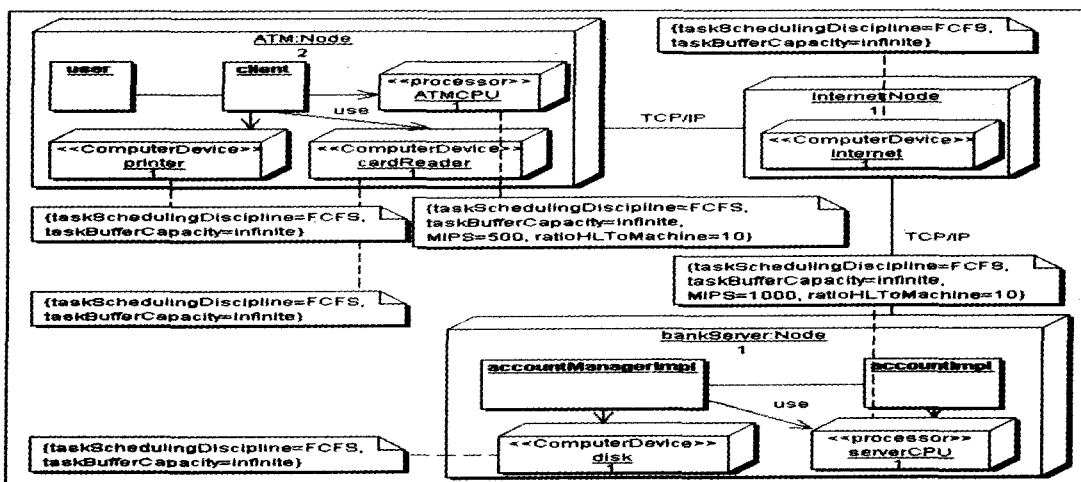 {taskSchedulingDiscipline=FCFS,
taskBufferCapacity=infinite}
ATM:Node
2
user
client
<<processor>>
ATMCPU
1
use
<<ComputerDevice>>
printer
1
<<ComputerDevice>>
cardReader
1
TCP/IP
Internet:Node
1
<<ComputerDevice>>
Internet
1
{taskSchedulingDiscipline=FCFS,
taskBufferCapacity=infinite}
{taskSchedulingDiscipline=FCFS,
taskBufferCapacity=infinite,
MIPS=500, ratioHLToMachine=10}
TCP/IP
{taskSchedulingDiscipline=FCFS,
taskBufferCapacity=infinite,
MIPS=1000, ratioHLToMachine=10}
{taskSchedulingDiscipline=FCFS,
taskBufferCapacity=infinite}
bankServer:Node
1
accountManagerImpl
accountImpl
use
<<ComputerDevice>>
disk
1
<<processor>>
serverCPU
1
{taskSchedulingDiscipline=FCFS,
taskBufferCapacity=infinite}